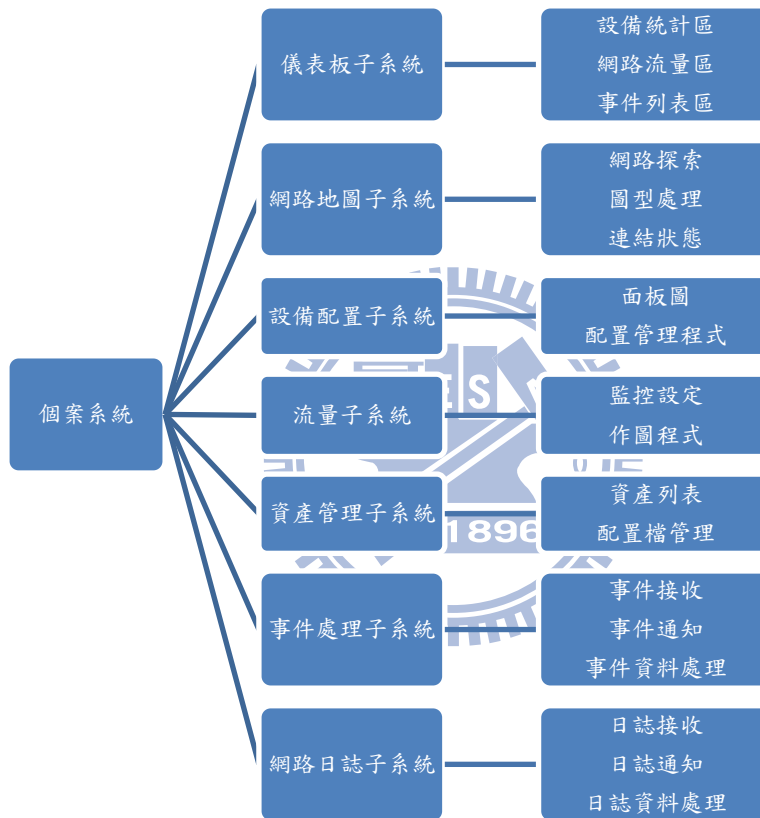 個案系統
儀表板子系統
設備統計區
網路流量區
事件列表區
網路地圖子系統
網路探索
圖型處理
連結狀態
設備配置子系統
面板圖
配置管理程式
流量子系統
監控設定
作圖程式
資產管理子系統
資產列表
配置檔管理
事件處理子系統
事件接收
事件通知
事件資料處理
網路日誌子系統
日誌接收
日誌通知
日誌資料處理
ES
1896